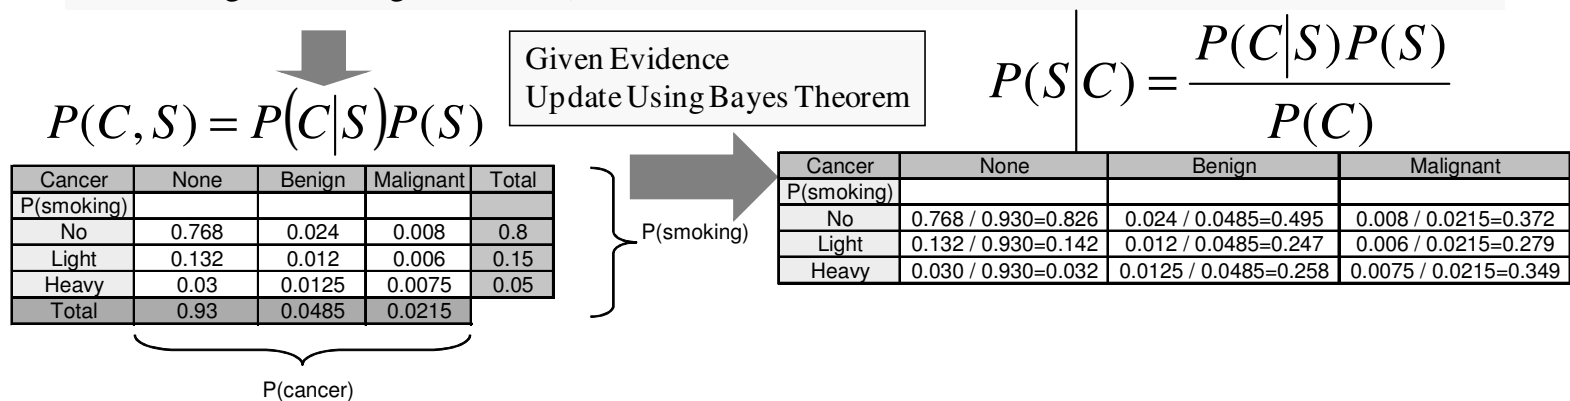 Given Evidence
Update Using Bayes Theorem
P(S|C) = P(C|S)P(S) / P(C)
P(C, S) = P(C|S)P(S)
Cancer None Benign Malignant Total
P(smoking)
No 0.768 0.024 0.008 0.8
Light 0.132 0.012 0.006 0.15
Heavy 0.03 0.0125 0.0075 0.05
Total 0.93 0.0485 0.0215
P(cancer)
P(smoking)
Cancer None Benign Malignant
P(smoking)
No 0.768 / 0.930=0.826 0.024 / 0.0485=0.495 0.008 / 0.0215=0.372
Light 0.132 / 0.930=0.142 0.012 / 0.0485=0.247 0.006 / 0.0215=0.279
Heavy 0.030 / 0.930=0.032 0.0125 / 0.0485=0.258 0.0075 / 0.0215=0.349